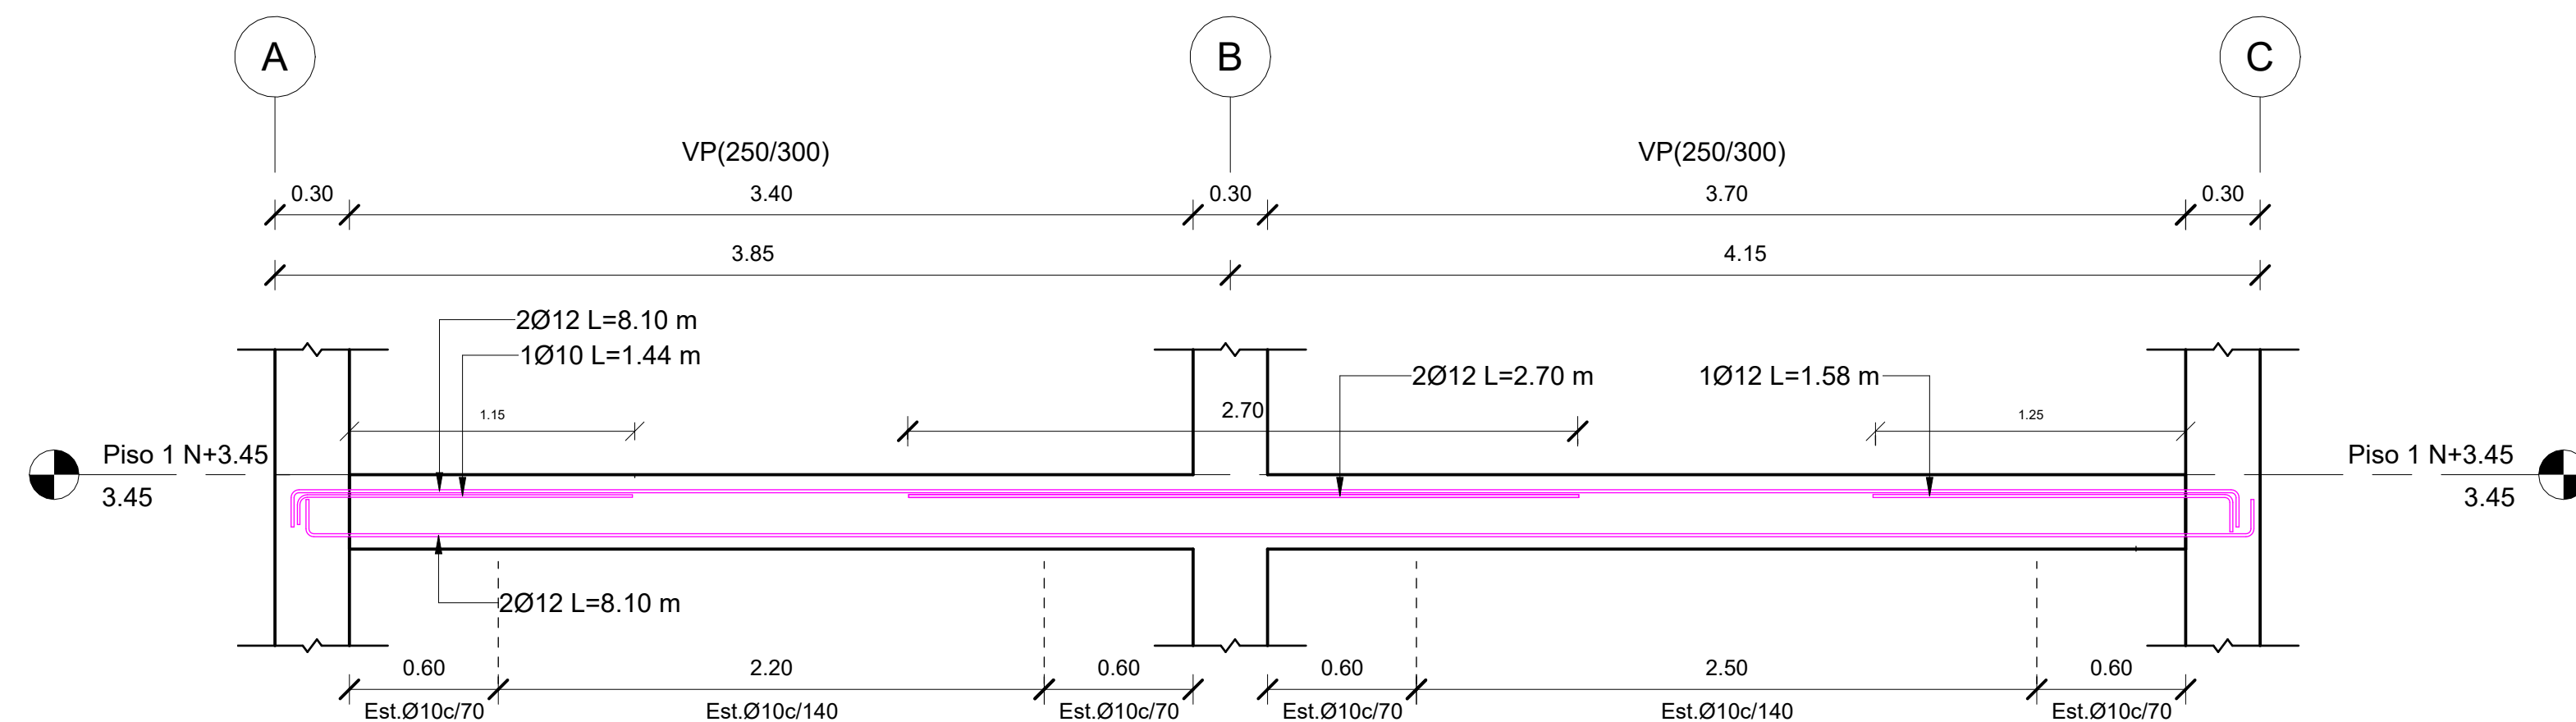 A
B
C
VP(250/300)
VP(250/300)
0.30
3.40
0.30
3.70
0.30
3.85
4.15
2Ø12 L=8.10 m
1Ø10 L=1.44 m
2Ø12 L=2.70 m
1Ø12 L=1.58 m
1.15
2.70
1.25
Piso 1 N+3.45
3.45
Piso 1 N+3.45
3.45
2Ø12 L=8.10 m
0.60
2.20
0.60
0.60
2.50
0.60
Est.Ø10c/70
Est.Ø10c/140
Est.Ø10c/70
Est.Ø10c/70
Est.Ø10c/140
Est.Ø10c/70